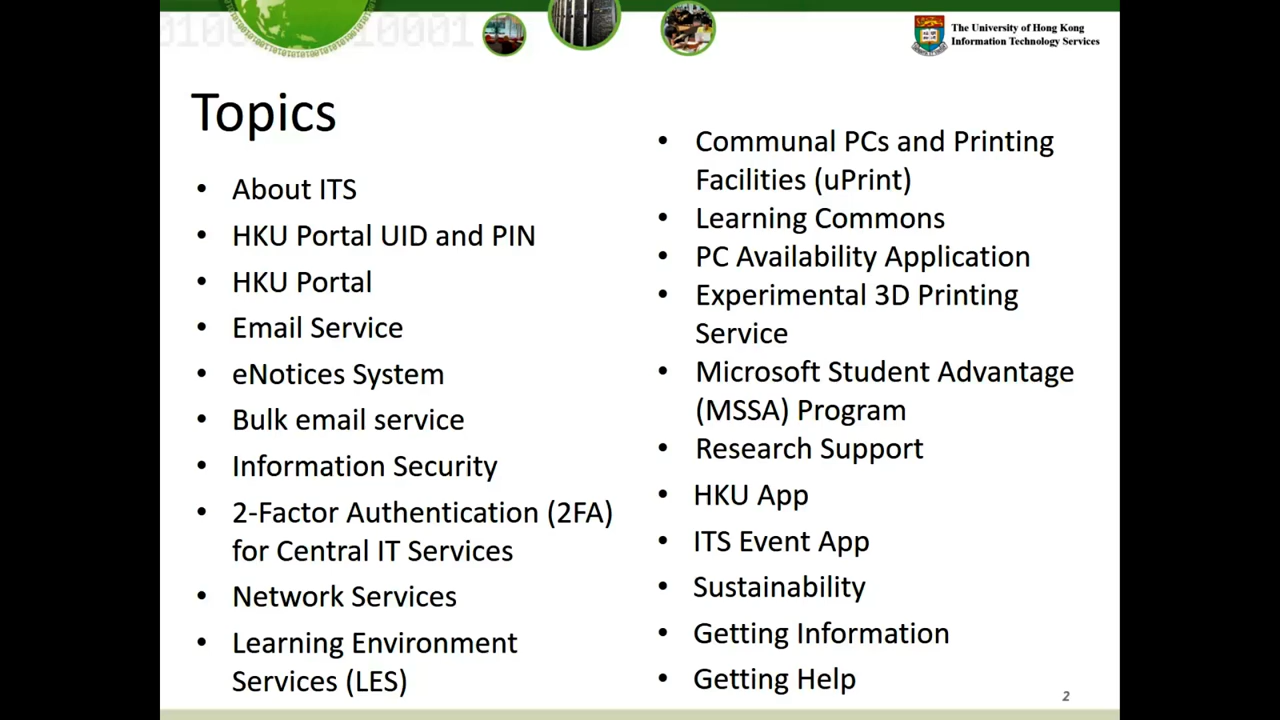 The University of Hong Kong
Information Technology Services
Topics
• About ITS
• HKU Portal UID and PIN
• HKU Portal
• Email Service
• eNotices System
• Bulk email service
• Information Security
• 2-Factor Authentication (2FA)
for Central IT Services
• Network Services
• Learning Environment
Services (LES)
• Communal PCs and Printing
Facilities (uPrint)
• Learning Commons
• PC Availability Application
• Experimental 3D Printing
Service
• Microsoft Student Advantage
(MSSA) Program
• Research Support
• HKU App
• ITS Event App
• Sustainability
• Getting Information
• Getting Help
2